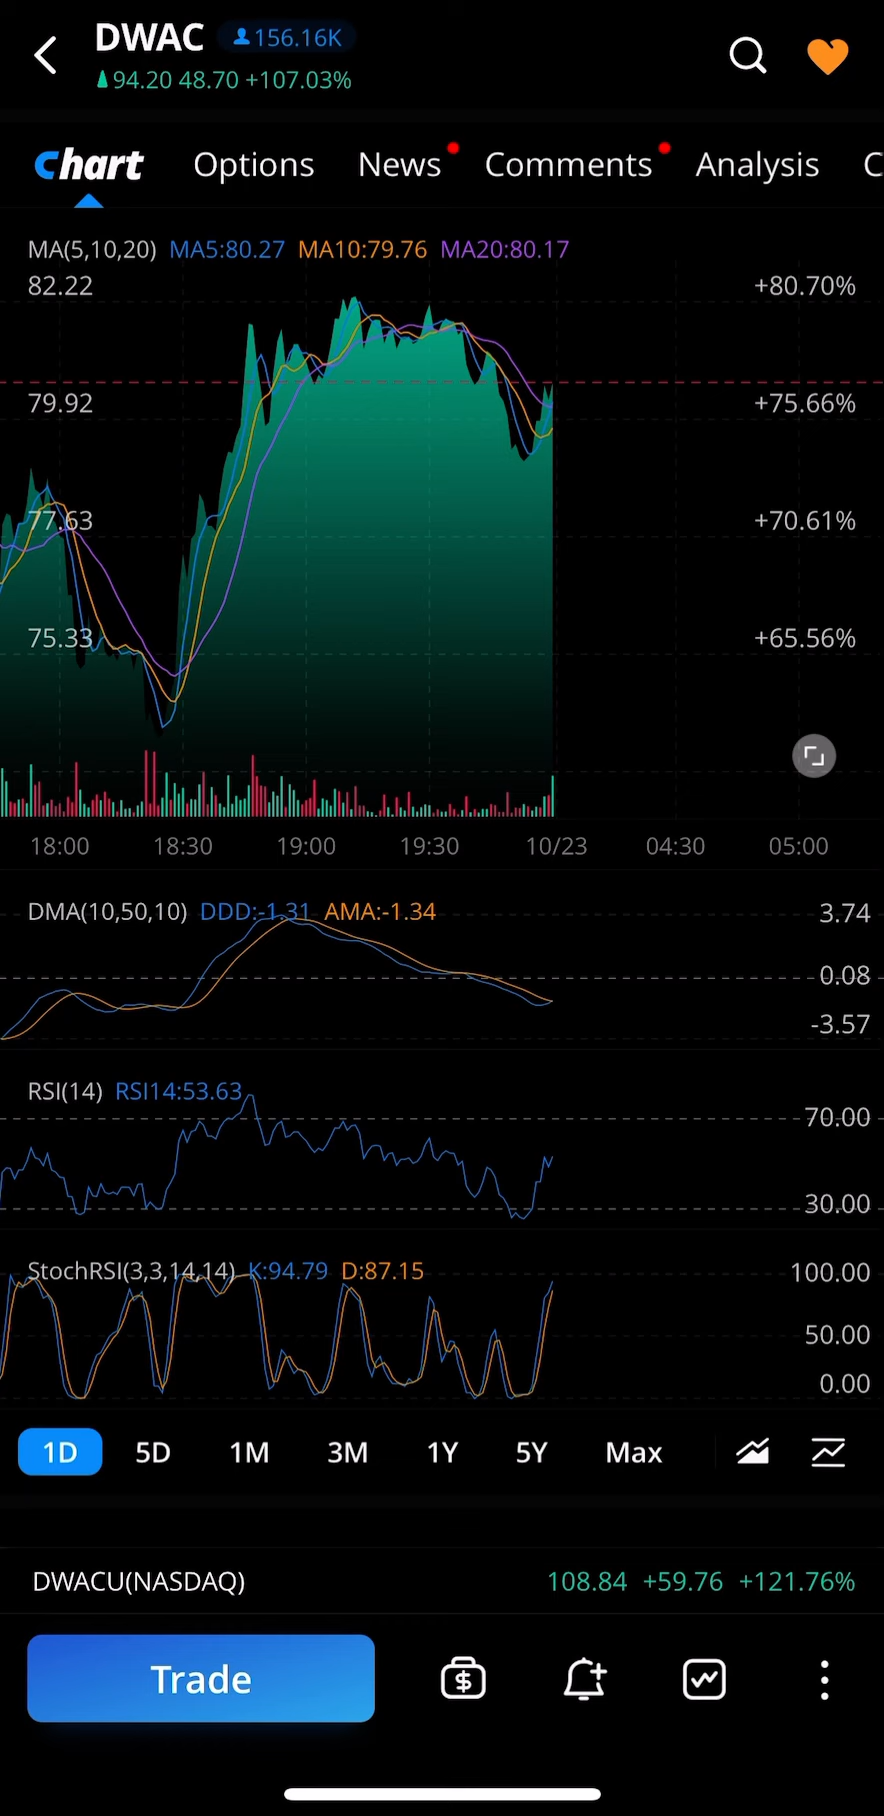 DWAC 156.16K
94.20 48.70 +107.03%
Chart Options News Comments Analysis C
MA(5,10,20) MA5:80.27 MA10:79.76 MA20:80.17
82.22 +80.70%
79.92 +75.66%
77.63 +70.61%
75.33 +65.56%
18:00 18:30 19:00 19:30 10/23 04:30 05:00
DMA(10,50,10) DDD:-1.31 AMA:-1.34 3.74
0.08
-3.57
RSI(14) RSI14:53.63
70.00
30.00
StochRSI(3,3,14,14) K:94.79 D:87.15 100.00
50.00
0.00
1D 5D 1M 3M 1Y 5Y Max
DWACU(NASDAQ) 108.84 +59.76 +121.76%
Trade